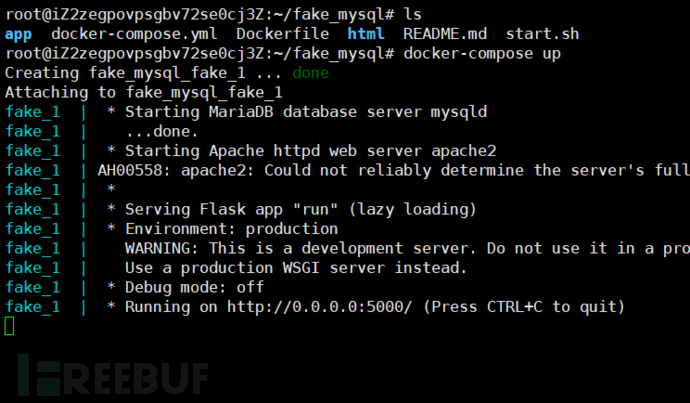 root@iZ2zegpovpsgbv72se0cj3Z:~/fake_mysql# ls
app docker-compose.yml Dockerfile html README.md start.sh
root@iZ2zegpovpsgbv72se0cj3Z:~/fake_mysql# docker-compose up
Creating fake_mysql_fake_1 ... done
Attaching to fake_mysql_fake_1
fake_1 | * Starting MariaDB database server mysqld
fake_1 | ...done.
fake_1 | * Starting Apache httpd web server apache2
fake_1 | AH00558: apache2: Could not reliably determine the server's full
fake_1 | *
fake_1 | * Serving Flask app "run" (lazy loading)
fake_1 | * Environment: production
fake_1 | WARNING: This is a development server. Do not use it in a pro
fake_1 | Use a production WSGI server instead.
fake_1 | * Debug mode: off
fake_1 | * Running on http://0.0.0.0:5000/ (Press CTRL+C to quit)
FREEBUF